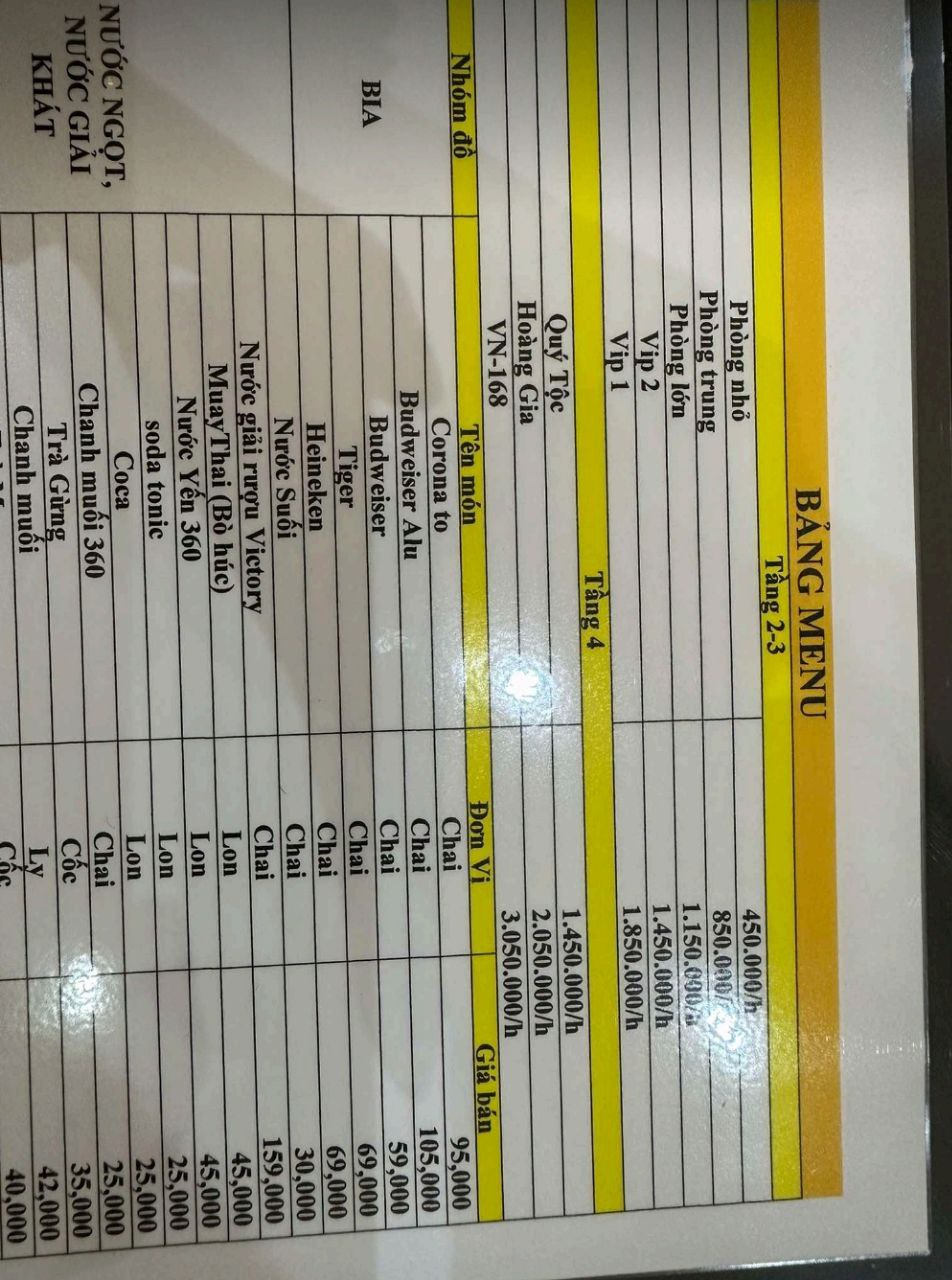 BẢNG MENU
Tầng 2-3
Phòng nhỏ 450.000/h
Phòng trung 850.000/h
Phòng lớn 1.150.000/h
Vip 2 1.450.000/h
Vip 1 1.850.000/h
Tầng 4
Quý Tộc 1.450.000/h
Hoàng Gia 2.050.000/h
VN-168 3.050.000/h
Nhóm đồ Tên món Đơn Vi Giá bán
Corona to Chai 95,000
Budweiser Alu Chai 105,000
BIA Budweiser Chai 59,000
Tiger Chai 69,000
Heineken Chai 69,000
Nước Suối Chai 30,000
Nước giải rượu Victory Chai 159,000
MuayThai (Bò húc) Lon 45,000
Nước Yến 360 Lon 45,000
soda tonic Lon 25,000
Coca Lon 25,000
NƯỚC NGỌT, Chanh muối 360 Chai 25,000
NƯỚC GIẢI Trà Gừng Cốc 35,000
KHÁT Chanh muối Ly 42,000
Cốc 40,000